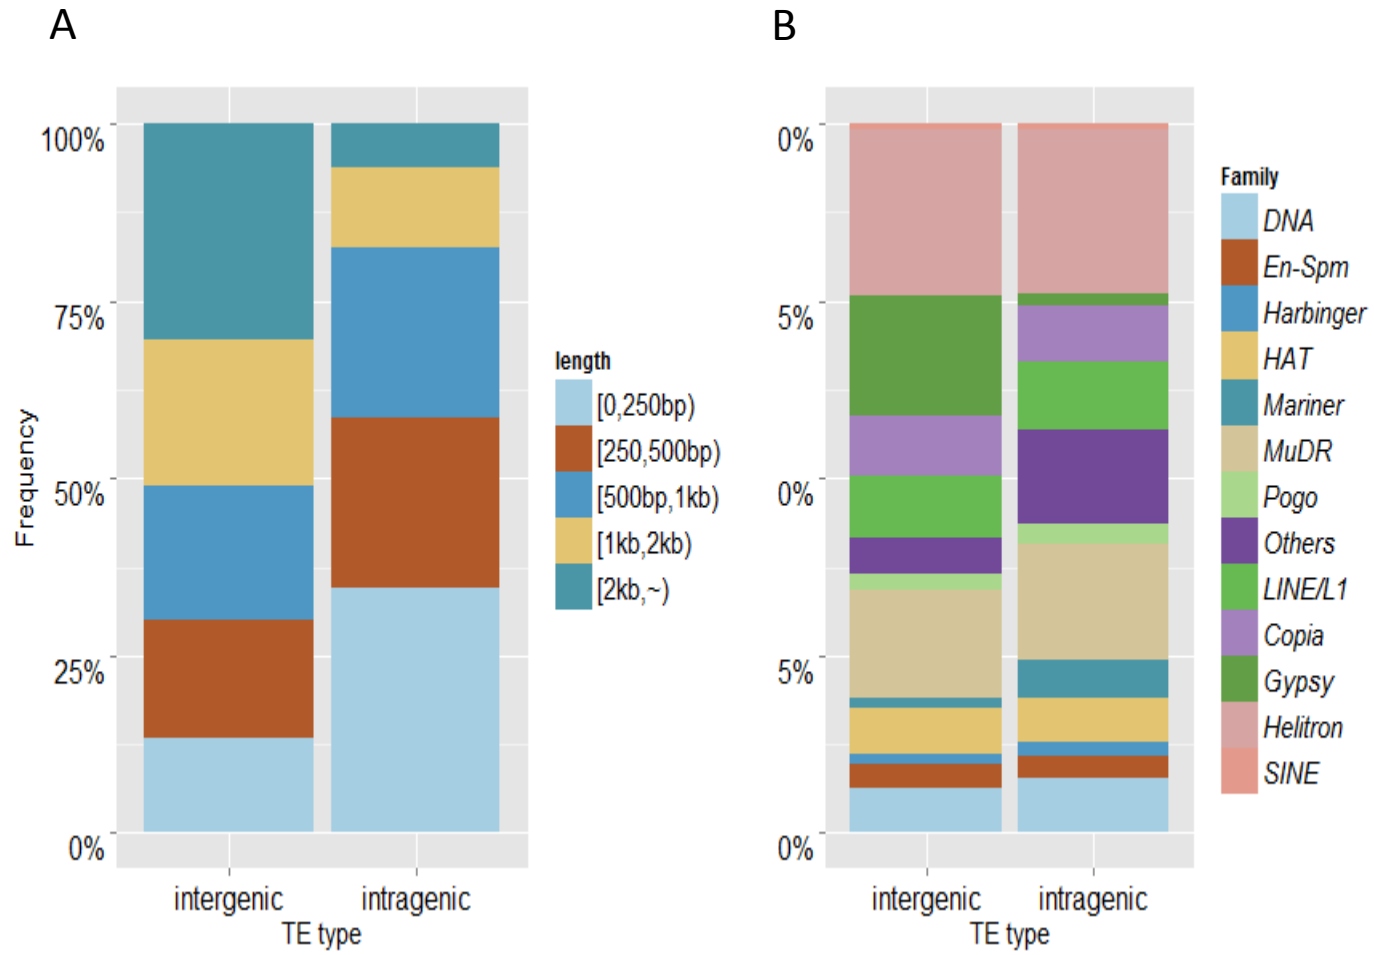 A
B
100%
75%
50%
25%
0%
Frequency
intergenic
intragenic
TE type
length
[0,250bp)
[250,500bp)
[500bp,1kb)
[1kb,2kb)
[2kb,~)
0%
5%
0%
5%
0%
intergenic
intragenic
TE type
Family
DNA
En-Spm
Harbinger
HAT
Mariner
MuDR
Pogo
Others
LINE/L1
Copia
Gypsy
Helitron
SINE